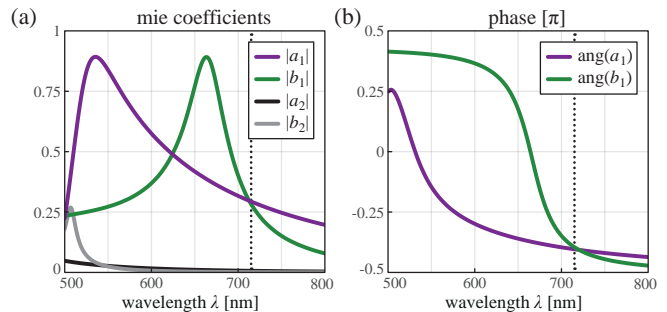 (a) mie coefficients
1
0.75
0.5
0.25
0
500 600 700 800
wavelength λ [nm]
|a₁|
|b₁|
|a₂|
|b₂|
(b) phase [π]
0.5
0.25
0
-0.25
-0.5
500 600 700 800
wavelength λ [nm]
ang(a₁)
ang(b₁)